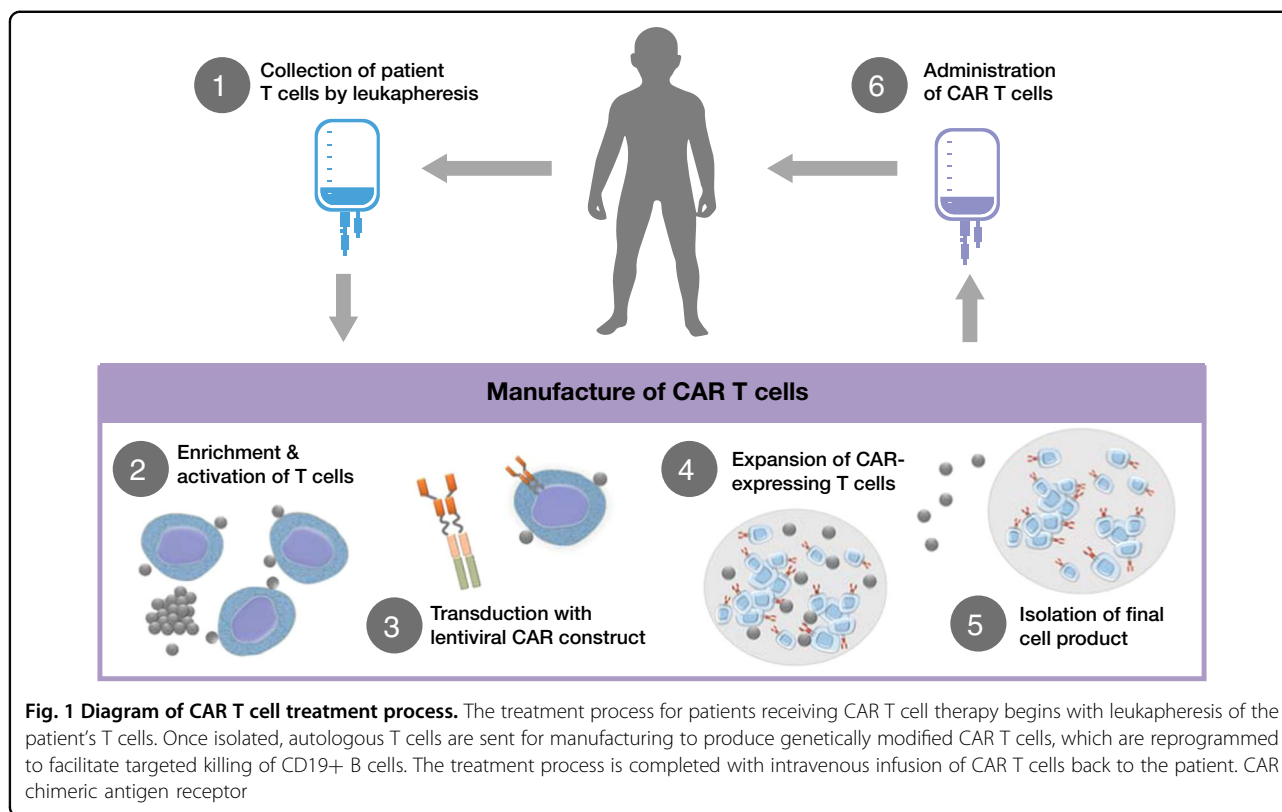 1
Collection of patient
T cells by leukapheresis
6
Administration
of CAR T cells
Manufacture of CAR T cells
2
Enrichment &
activation of T cells
3
Transduction with
lentiviral CAR construct
4
Expansion of CAR-
expressing T cells
5
Isolation of final
cell product
Fig. 1 Diagram of CAR T cell treatment process. The treatment process for patients receiving CAR T cell therapy begins with leukapheresis of the
patient's T cells. Once isolated, autologous T cells are sent for manufacturing to produce genetically modified CAR T cells, which are reprogrammed
to facilitate targeted killing of CD19+ B cells. The treatment process is completed with intravenous infusion of CAR T cells back to the patient. CAR
chimeric antigen receptor